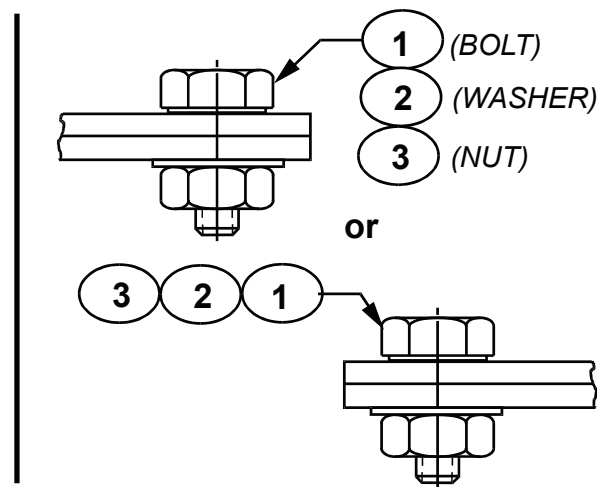 1 (BOLT)
2 (WASHER)
3 (NUT)
or
3 2 1